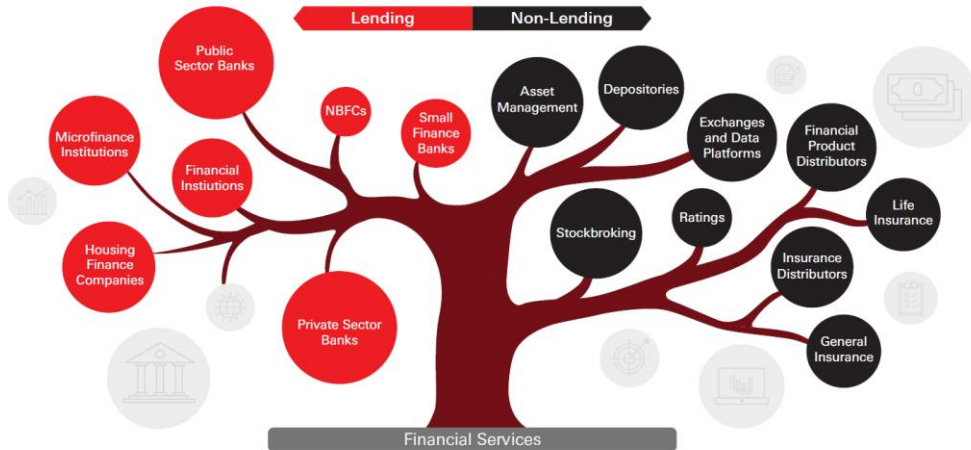 Lending
Non-Lending
Public
Sector Banks
NBFCs
Small
Finance
Banks
Microfinance
Institutions
Financial
Instiutions
Housing
Finance
Companies
Private Sector
Banks
Asset
Management
Depositories
Exchanges
and Data
Platforms
Financial
Product
Distributors
Stockbroking
Ratings
Life
Insurance
Insurance
Distributors
General
Insurance
Financial Services